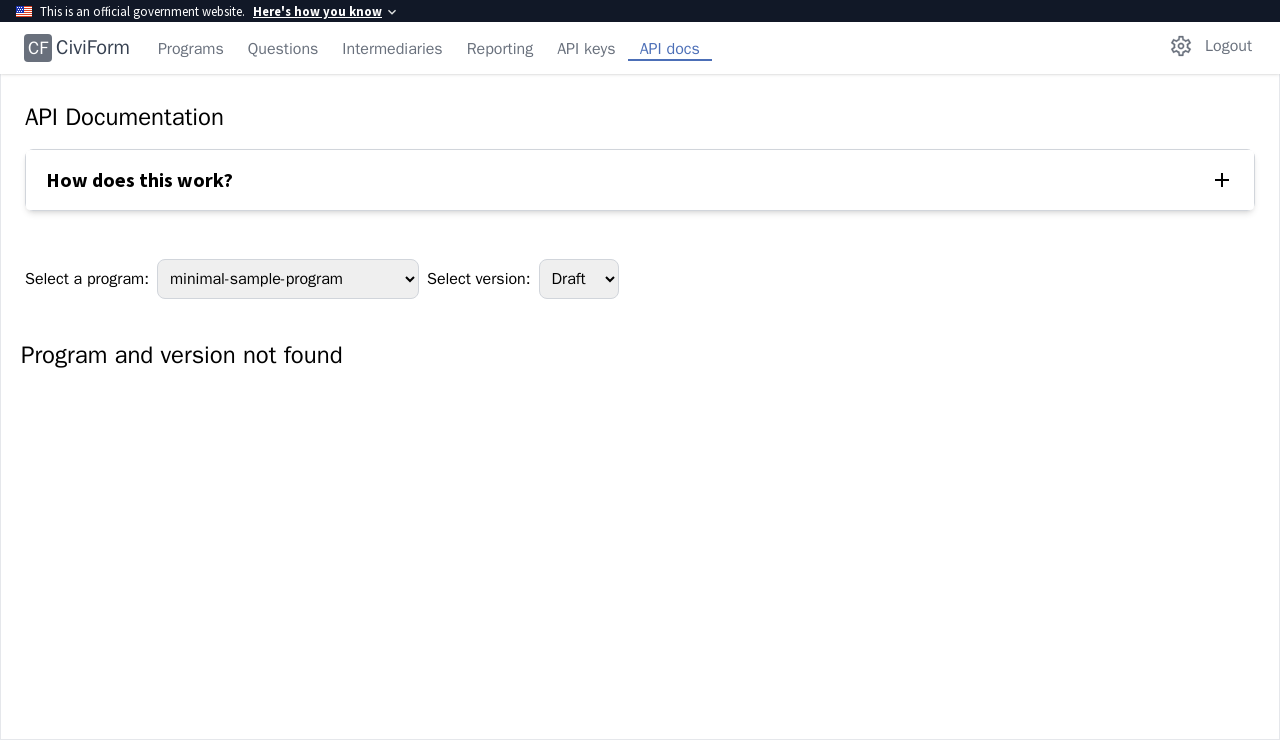 This is an official government website. Here's how you know
CF CiviForm Programs Questions Intermediaries Reporting API keys API docs Logout
API Documentation
How does this work?
Select a program: minimal-sample-program Select version: Draft
Program and version not found